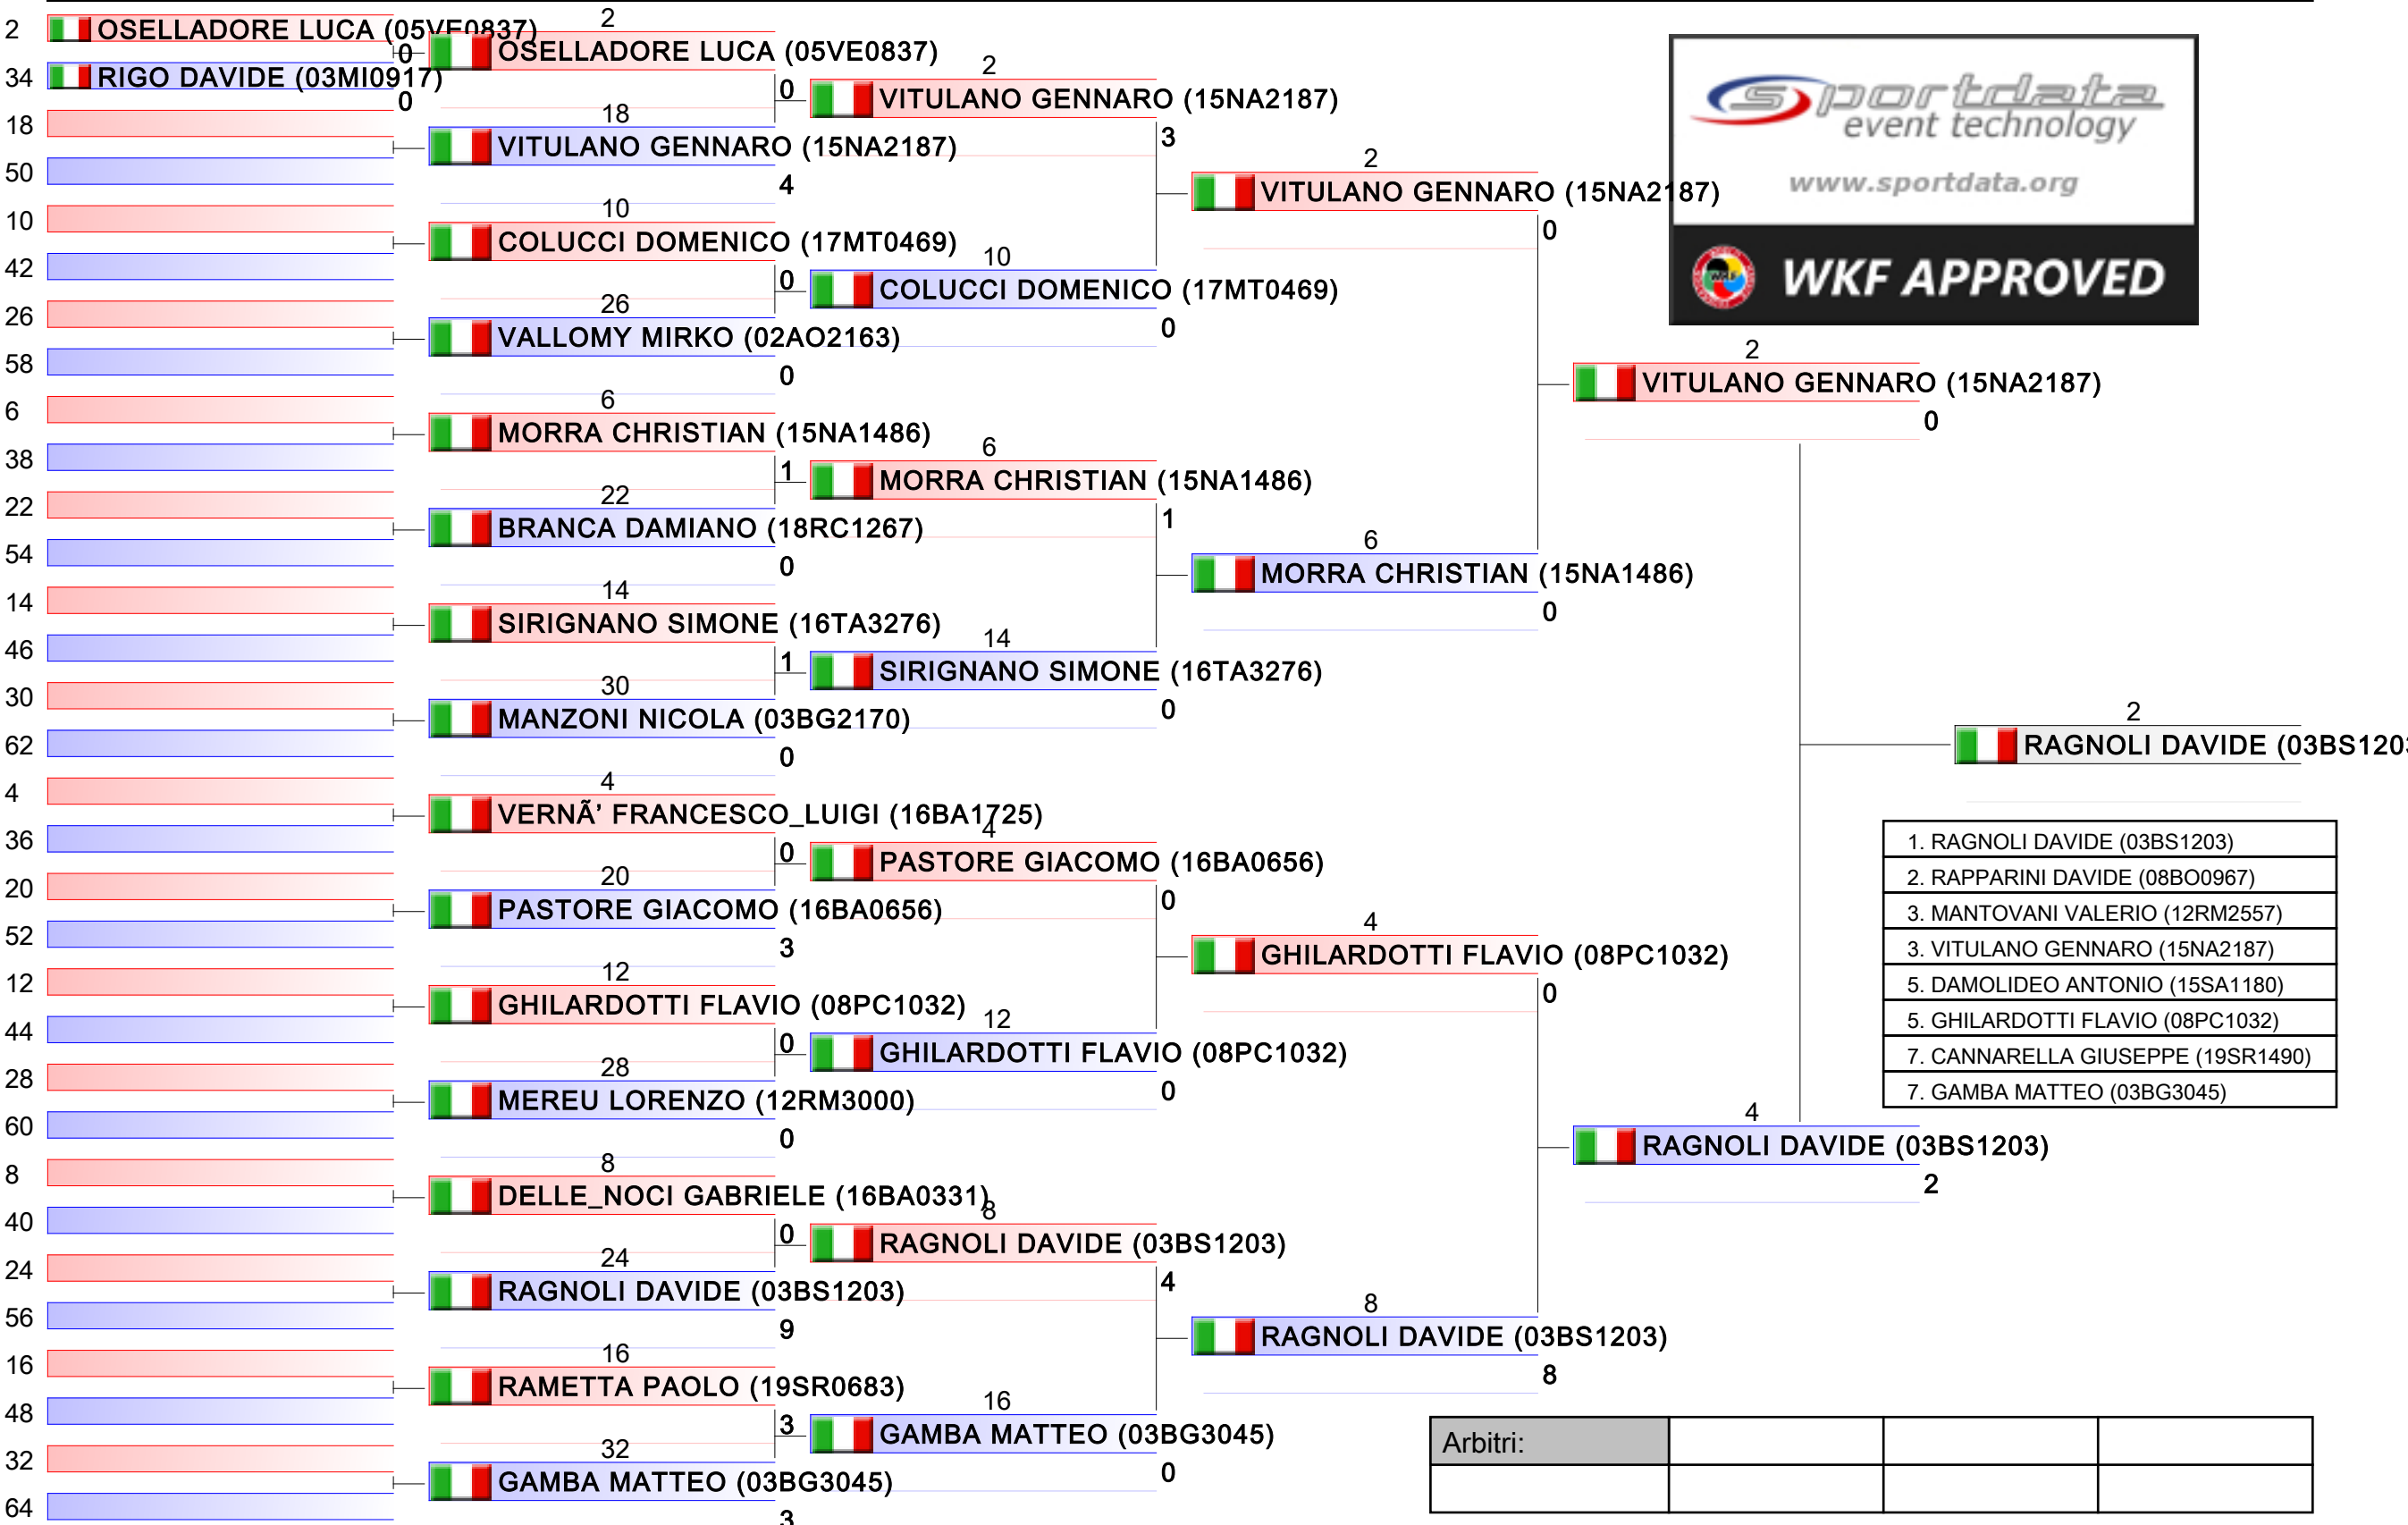 2 OSELLADORE LUCA (05VE0837)
0
34 RIGO DAVIDE (03MI0917)
0
18
50
10
42
26
58
6
38
22
54
14
46
30
62
4
36
20
52
12
44
28
60
8
40
24
56
16
48
32
64
2
OSELLADORE LUCA (05VE0837)
0
18
VITULANO GENNARO (15NA2187)
4
10
COLUCCI DOMENICO (17MT0469)
0
26
VALLOMY MIRKO (02AO2163)
0
6
MORRA CHRISTIAN (15NA1486)
1
22
BRANCA DAMIANO (18RC1267)
0
14
SIRIGNANO SIMONE (16TA3276)
1
30
MANZONI NICOLA (03BG2170)
0
4
VERNÃ’ FRANCESCO_LUIGI (16BA1725)
0
20
PASTORE GIACOMO (16BA0656)
3
12
GHILARDOTTI FLAVIO (08PC1032)
0
28
MEREU LORENZO (12RM3000)
0
8
DELLE_NOCI GABRIELE (16BA0331)
0
24
RAGNOLI DAVIDE (03BS1203)
9
16
RAMETTA PAOLO (19SR0683)
3
32
GAMBA MATTEO (03BG3045)
3
2
VITULANO GENNARO (15NA2187)
3
10
COLUCCI DOMENICO (17MT0469)
0
6
MORRA CHRISTIAN (15NA1486)
1
14
SIRIGNANO SIMONE (16TA3276)
0
4
PASTORE GIACOMO (16BA0656)
0
12
GHILARDOTTI FLAVIO (08PC1032)
0
8
RAGNOLI DAVIDE (03BS1203)
4
16
GAMBA MATTEO (03BG3045)
0
2
VITULANO GENNARO (15NA2187)
0
6
MORRA CHRISTIAN (15NA1486)
0
4
GHILARDOTTI FLAVIO (08PC1032)
0
8
RAGNOLI DAVIDE (03BS1203)
8
2
VITULANO GENNARO (15NA2187)
0
4
RAGNOLI DAVIDE (03BS1203)
2
2
RAGNOLI DAVIDE (03BS1203
sportdata
event technology
www.sportdata.org
WKF APPROVED
1. RAGNOLI DAVIDE (03BS1203)
2. RAPPARINI DAVIDE (08BO0967)
3. MANTOVANI VALERIO (12RM2557)
3. VITULANO GENNARO (15NA2187)
5. DAMOLIDEO ANTONIO (15SA1180)
5. GHILARDOTTI FLAVIO (08PC1032)
7. CANNARELLA GIUSEPPE (19SR1490)
7. GAMBA MATTEO (03BG3045)
Arbitri: